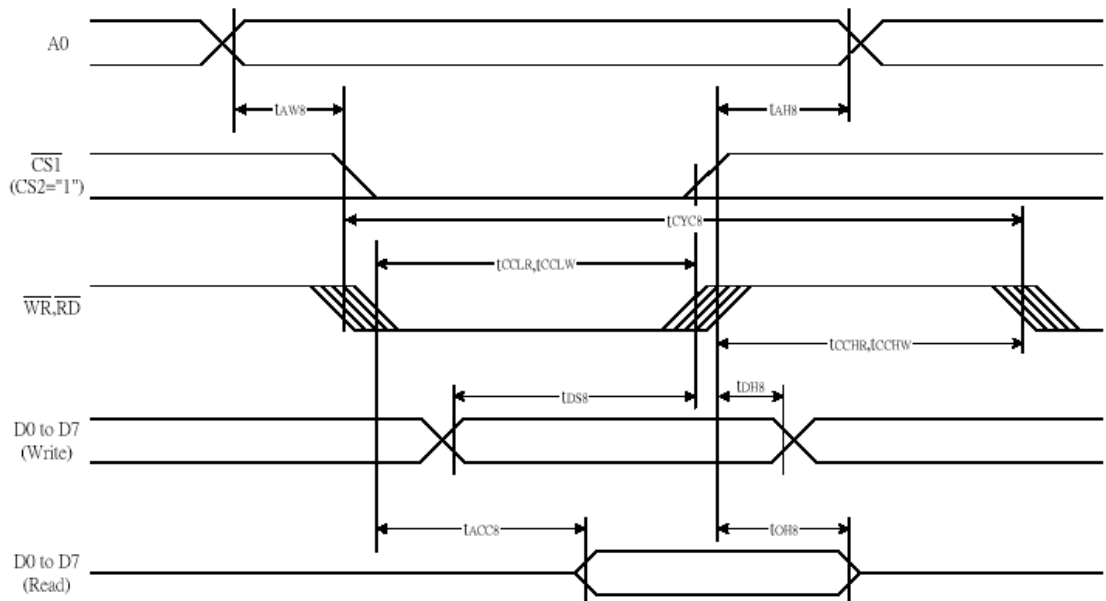 A0
tAW8
tAH8
CS1
(CS2="1")
tCYC8
tCCLR,tCCLW
WR,RD
tCCHR,tCCHW
tDS8
tDH8
D0 to D7
(Write)
tACC8
tOH8
D0 to D7
(Read)